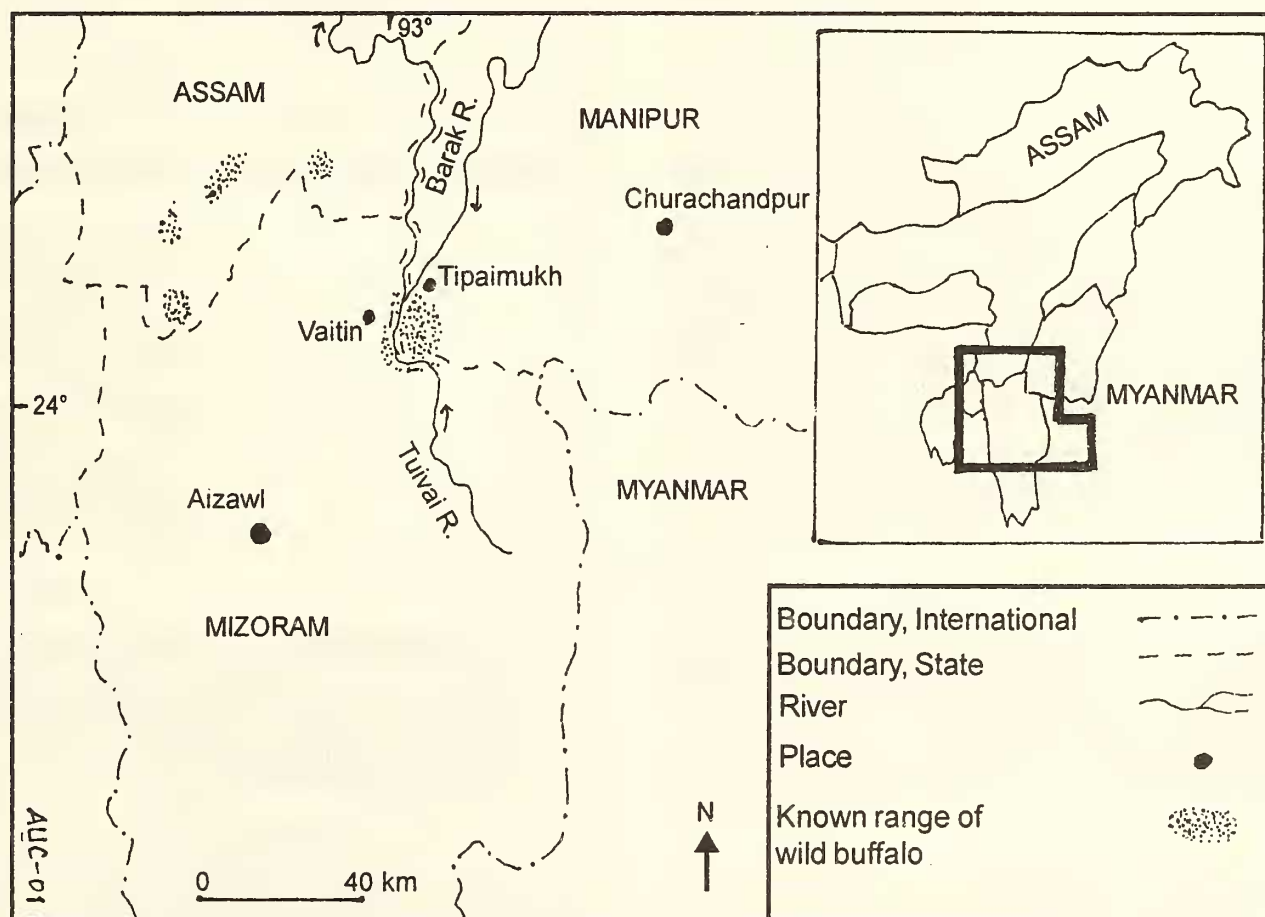 93°
ASSAM
MANIPUR
Barak R.
Churachandpur
Tipaimukh
Vaitin
24°
Tuivai R.
MYANMAR
Aizawl
MIZORAM
0 40 km
N
AUC-01
ASSAM
MYANMAR
Boundary, International
Boundary, State
River
Place
Known range of
wild buffalo